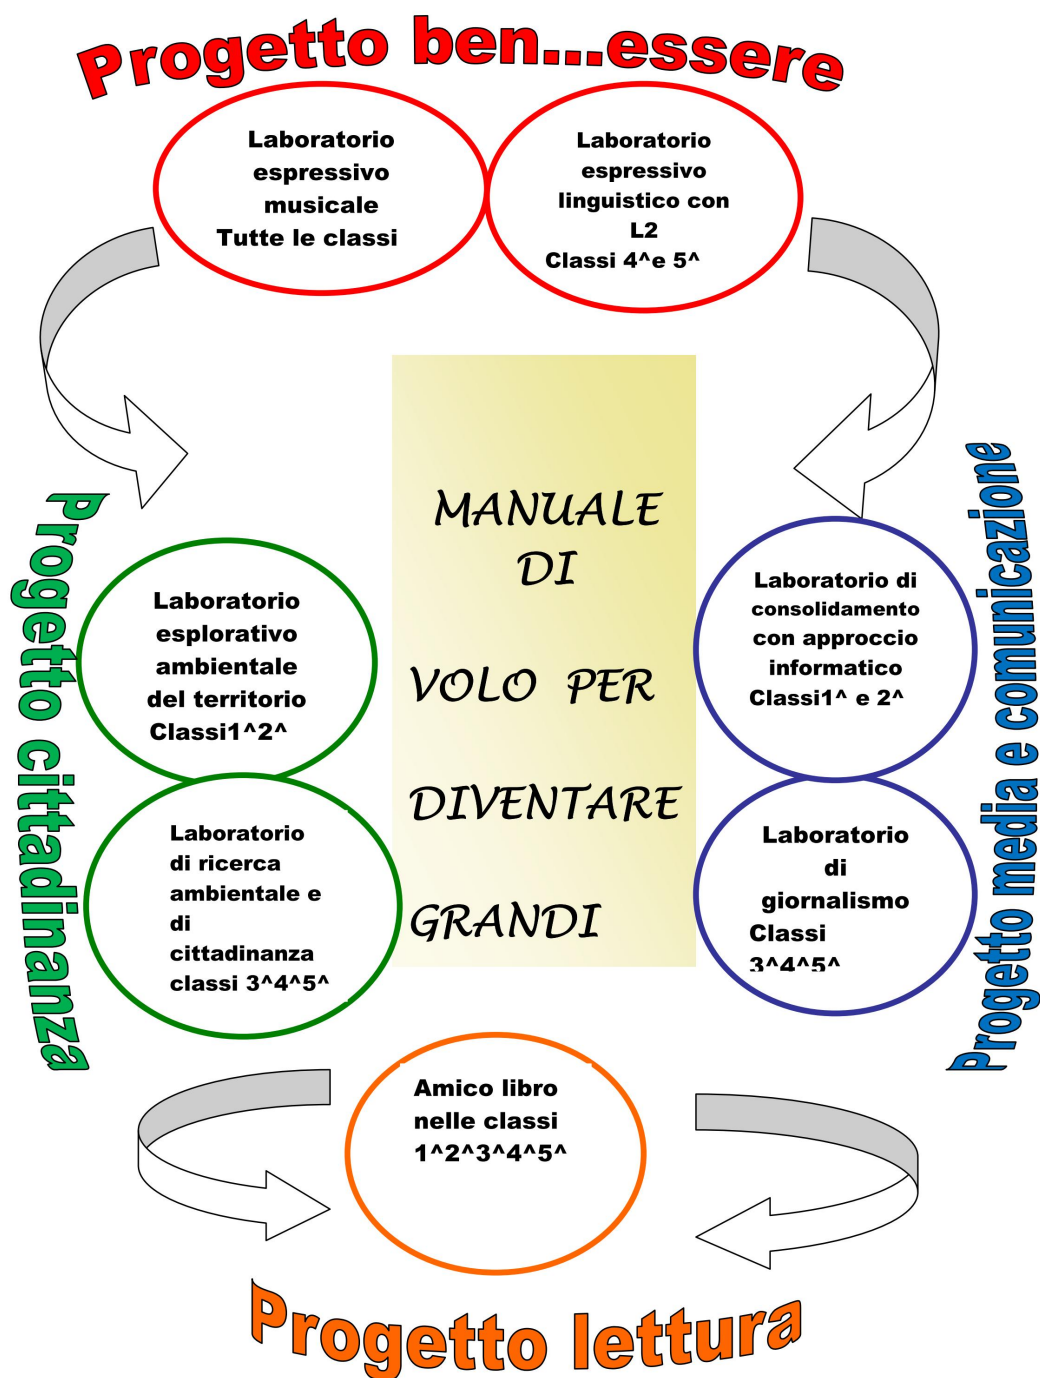 Progetto ben...essere
Laboratorio
espressivo
musicale
Tutte le classi
Laboratorio
espressivo
linguistico con
L2
Classi 4^e 5^
Progetto cittadinanza
Laboratorio
esplorativo
ambientale
del territorio
Classi1^2^
Laboratorio
di ricerca
ambientale e
di
cittadinanza
classi 3^4^5^
MANUALE
DI
VOLO PER
DIVENTARE
GRANDI
Laboratorio di
consolidamento
con approccio
informatico
Classi1^ e 2^
Laboratorio
di
giornalismo
Classi
3^4^5^
Progetto media e comunicazione
Amico libro
nelle classi
1^2^3^4^5^
Progetto lettura